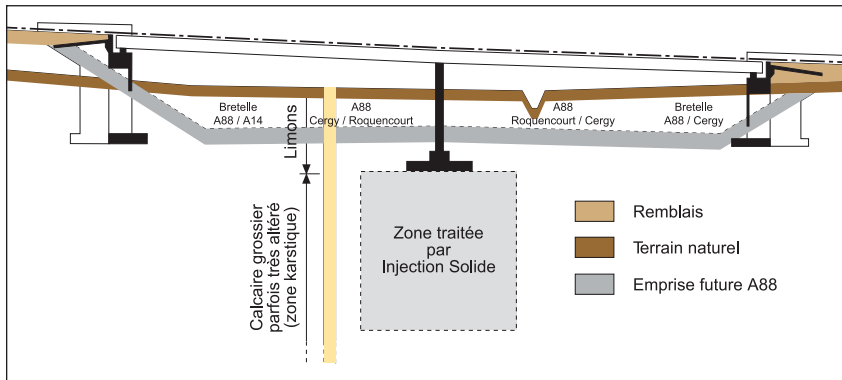 Bretelle
A88 / A14
A88
Cergy / Roquencourt
A88
Roquencourt / Cergy
Bretelle
A88 / Cergy
Limons
Calcaire grossier
parfois très altéré
(zone karstique)
Zone traitée
par
Injection Solide
Remblais
Terrain naturel
Emprise future A88